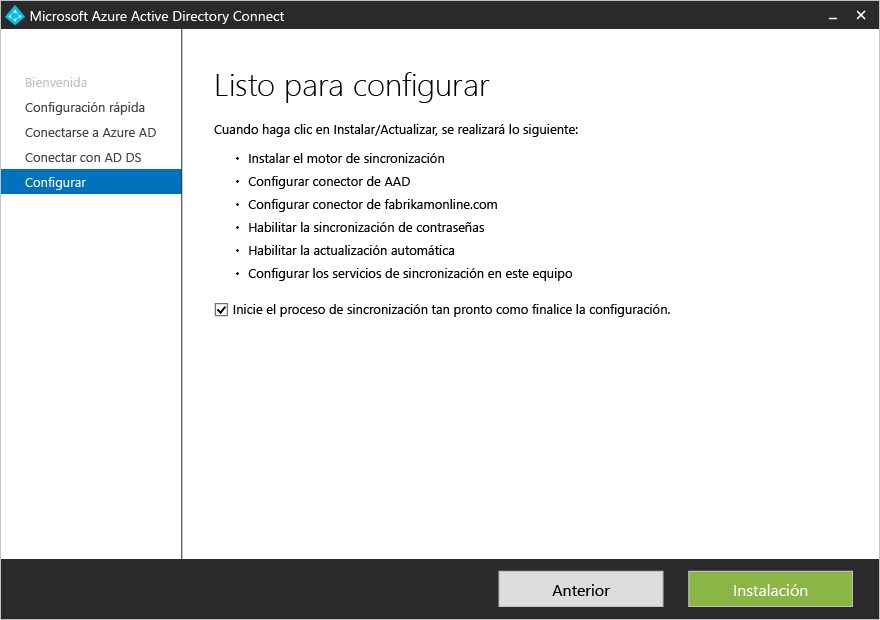 Microsoft Azure Active Directory Connect
Bienvenida
Configuración rápida
Conectarse a Azure AD
Conectar con AD DS
Configurar
Listo para configurar
Cuando haga clic en Instalar/Actualizar, se realizará lo siguiente:
• Instalar el motor de sincronización
• Configurar conector de AAD
• Configurar conector de fabrikamonline.com
• Habilitar la sincronización de contraseñas
• Habilitar la actualización automática
• Configurar los servicios de sincronización en este equipo
Inicie el proceso de sincronización tan pronto como finalice la configuración.
Anterior
Instalación